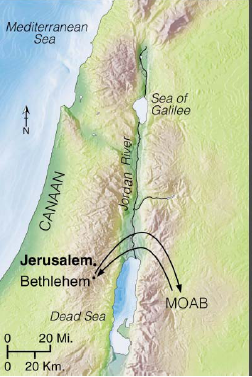 Mediterranean
Sea
N
Sea of
Galilee
Jordan River
CANAAN
Jerusalem
Bethlehem
MOAB
Dead Sea
0 20 Mi.
0 20 Km.